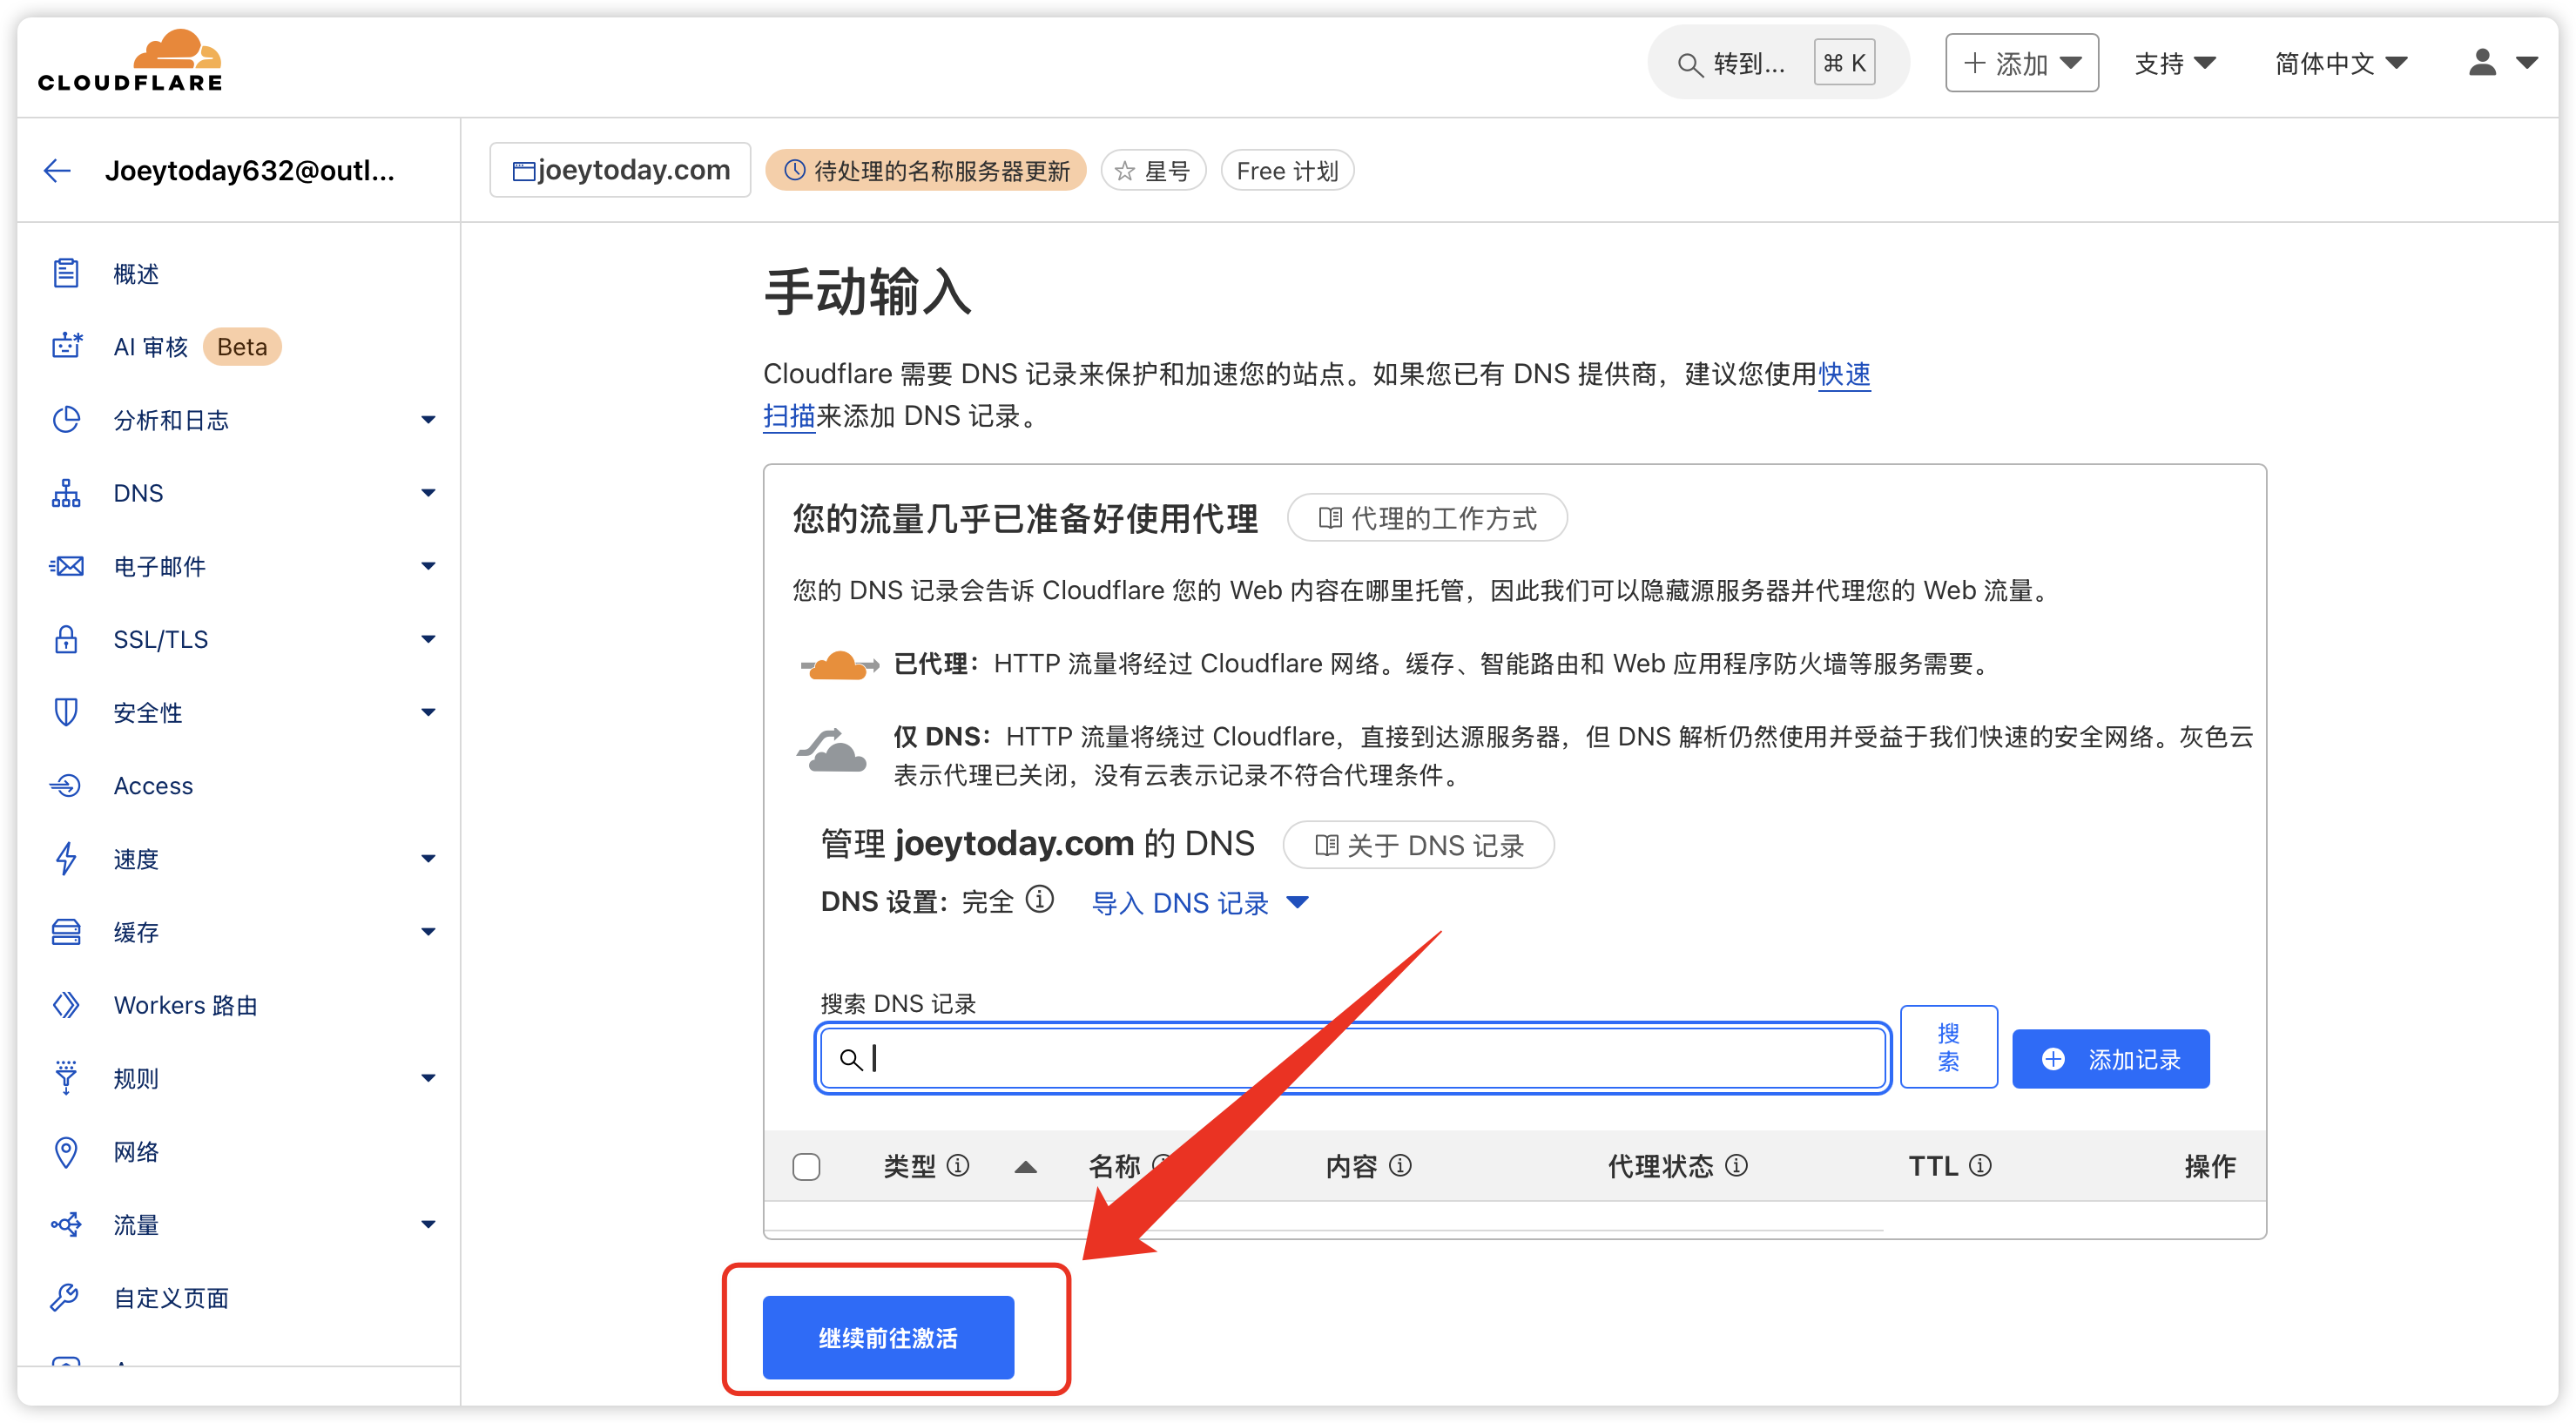 CLOUDFLARE
转到... ⌘ K
添加
支持
简体中文
Joeytoday632@outl...
joeytoday.com
待处理的名称服务器更新
星号
Free 计划
概述
AI 审核 Beta
分析和日志
DNS
电子邮件
SSL/TLS
安全性
Access
速度
缓存
Workers 路由
规则
网络
流量
自定义页面
手动输入
Cloudflare 需要 DNS 记录来保护和加速您的站点。如果您已有 DNS 提供商，建议您使用快速
扫描来添加 DNS 记录。
您的流量几乎已准备好使用代理
代理的工作方式
您的 DNS 记录会告诉 Cloudflare 您的 Web 内容在哪里托管，因此我们可以隐藏源服务器并代理您的 Web 流量。
已代理：HTTP 流量将经过 Cloudflare 网络。缓存、智能路由和 Web 应用程序防火墙等服务需要。
仅 DNS：HTTP 流量将绕过 Cloudflare，直接到达源服务器，但 DNS 解析仍然使用并受益于我们快速的安全网络。灰色云
表示代理已关闭，没有云表示记录不符合代理条件。
管理 joeytoday.com 的 DNS
关于 DNS 记录
DNS 设置：完全
导入 DNS 记录
搜索 DNS 记录
搜
索
添加记录
类型
名称
内容
代理状态
TTL
操作
继续前往激活